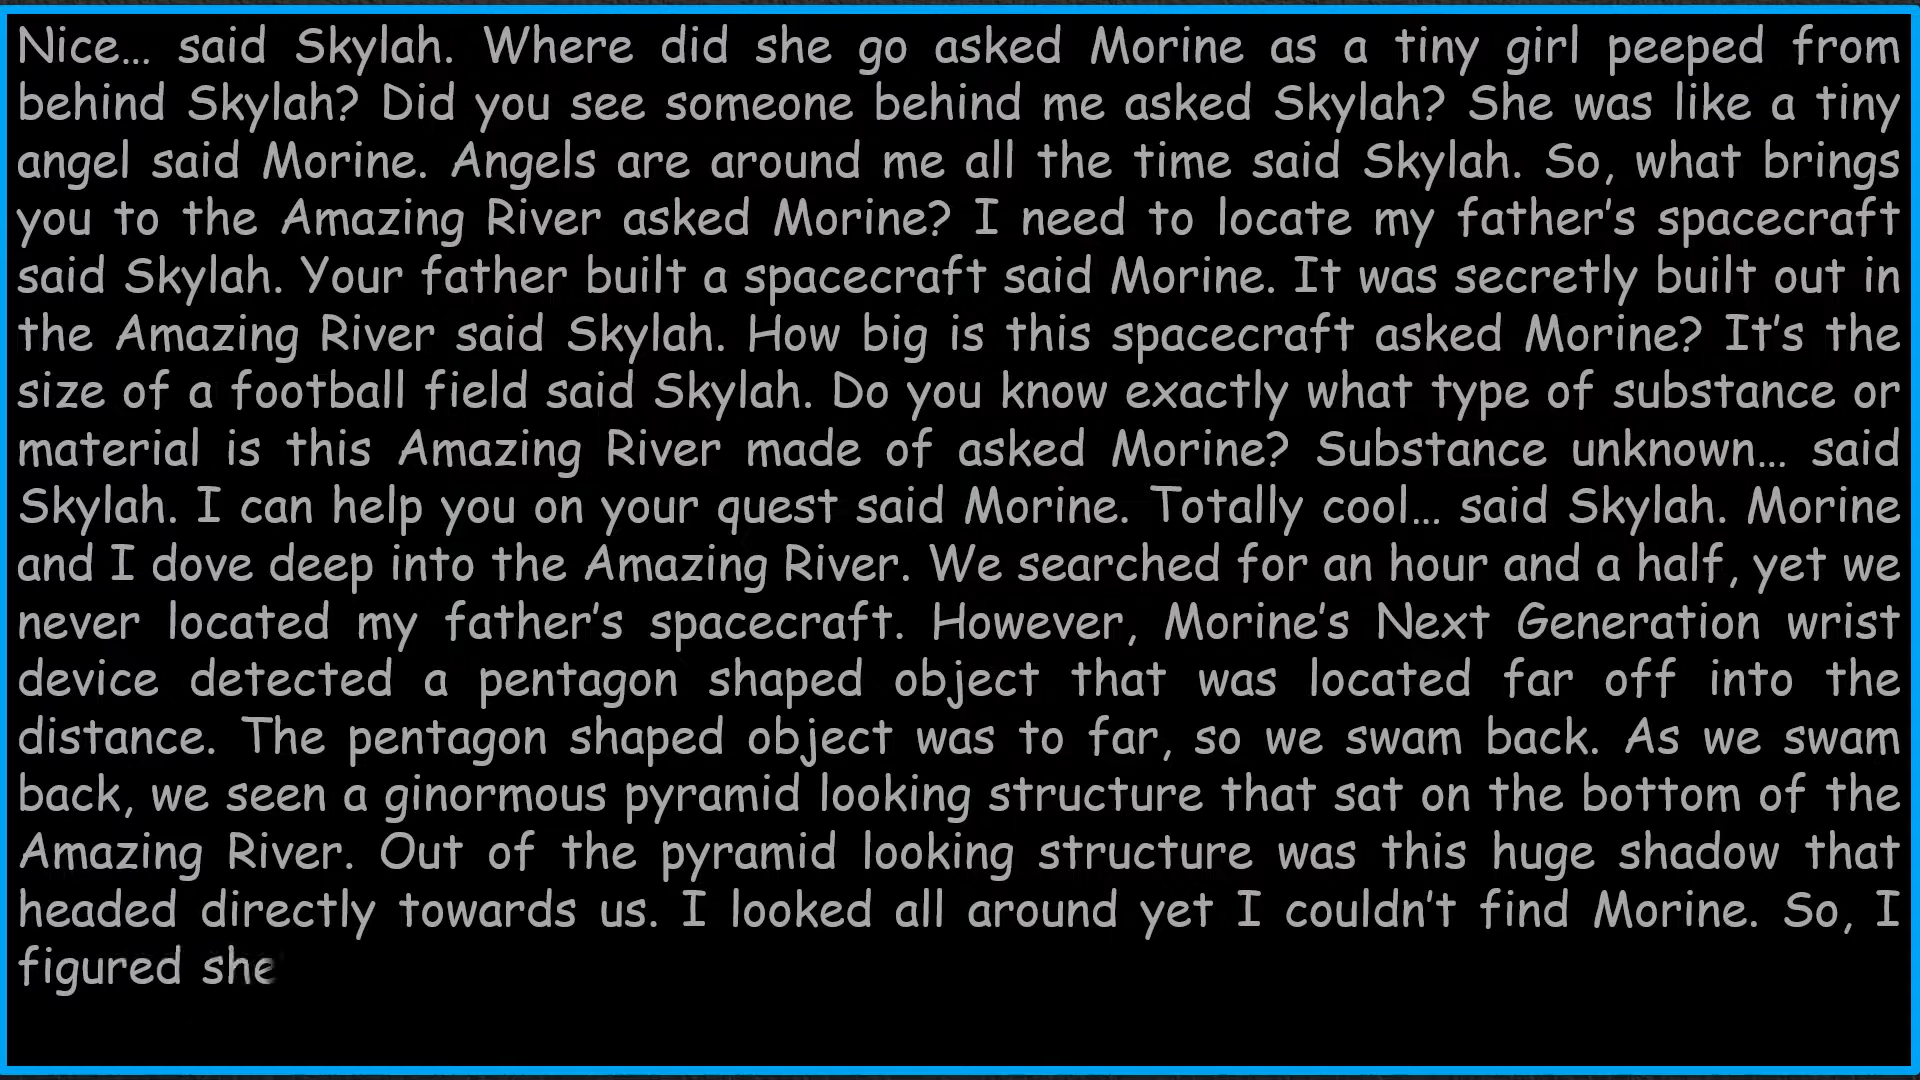 Nice… said Skylah. Where did she go asked Morine as a tiny girl peeped from
behind Skylah? Did you see someone behind me asked Skylah? She was like a tiny
angel said Morine. Angels are around me all the time said Skylah. So, what brings
you to the Amazing River asked Morine? I need to locate my father’s spacecraft
said Skylah. Your father built a spacecraft said Morine. It was secretly built out in
the Amazing River said Skylah. How big is this spacecraft asked Morine? It’s the
size of a football field said Skylah. Do you know exactly what type of substance or
material is this Amazing River made of asked Morine? Substance unknown… said
Skylah. I can help you on your quest said Morine. Totally cool… said Skylah. Morine
and I dove deep into the Amazing River. We searched for an hour and a half, yet we
never located my father’s spacecraft. However, Morine’s Next Generation wrist
device detected a pentagon shaped object that was located far off into the
distance. The pentagon shaped object was to far, so we swam back. As we swam
back, we seen a ginormous pyramid looking structure that sat on the bottom of the
Amazing River. Out of the pyramid looking structure was this huge shadow that
headed directly towards us. I looked all around yet I couldn’t find Morine. So, I
figured she